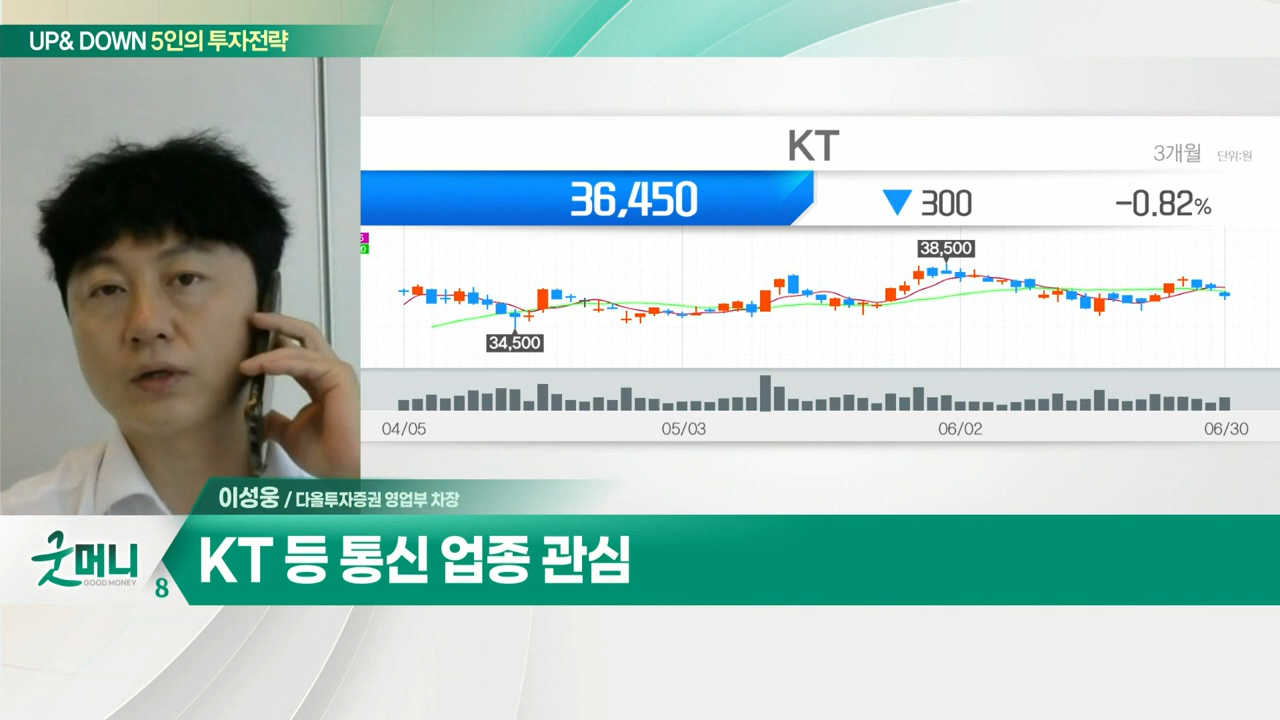 UP& DOWN 5인의 투자전략
KT
3개월 단위:원
36,450 ▼ 300 -0.82%
38,500
34,500
04/05 05/03 06/02 06/30
이성웅 / 다올투자증권 영업부 차장
굿머니
GOOD MONEY
8
KT 등 통신 업종 관심